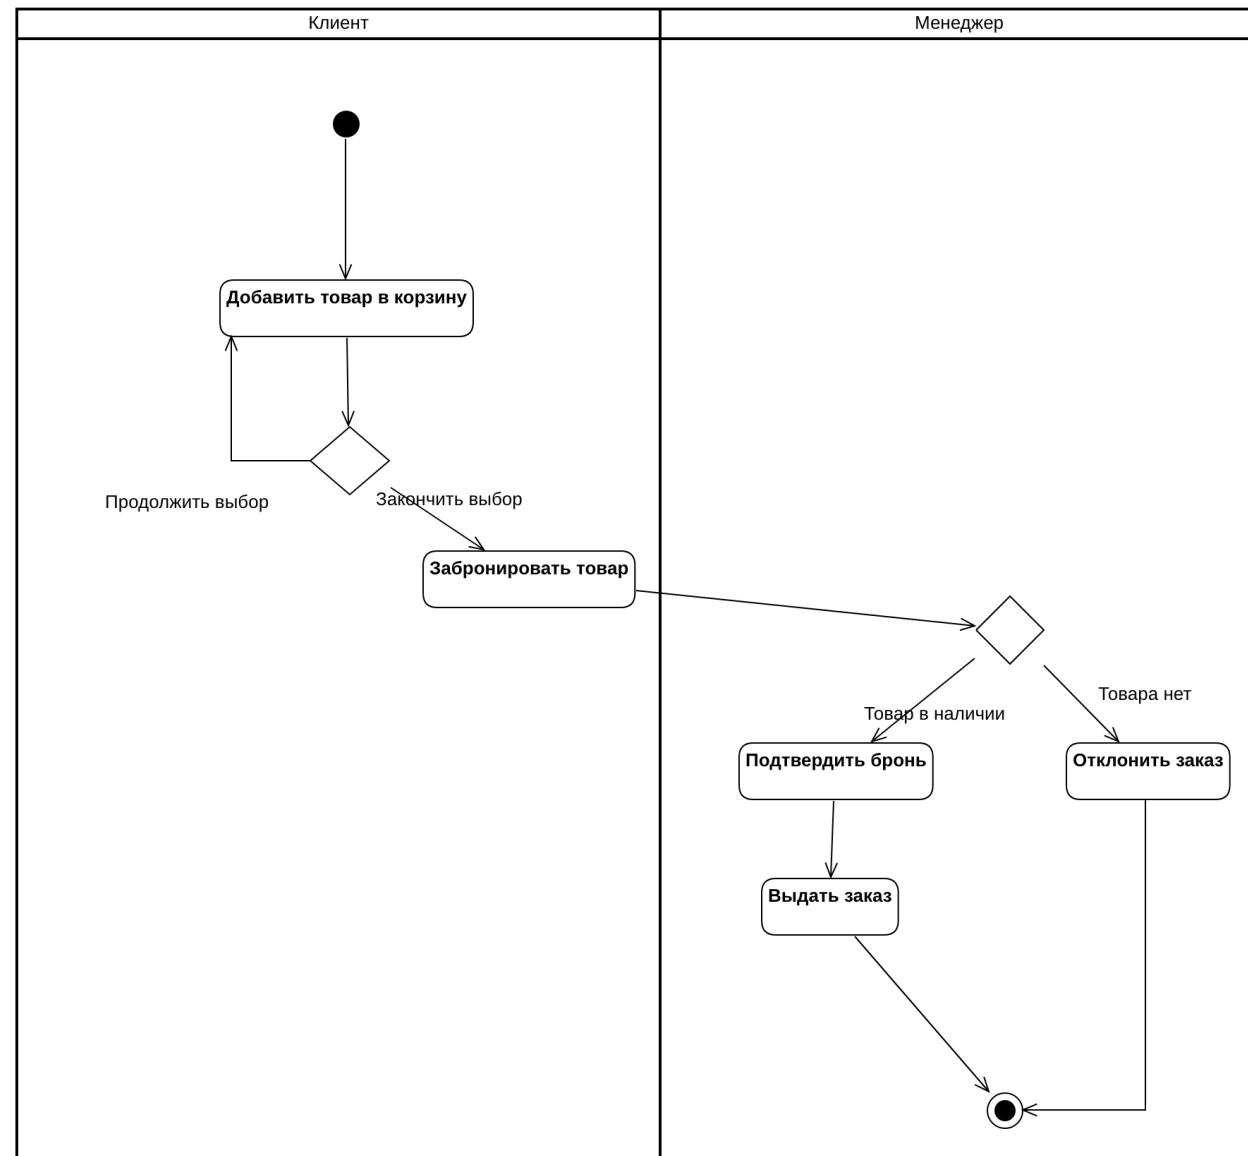 Клиент
Менеджер
Добавить товар в корзину
Продолжить выбор
Закончить выбор
Забронировать товар
Товара нет
Товар в наличии
Подтвердить бронь
Отклонить заказ
Выдать заказ